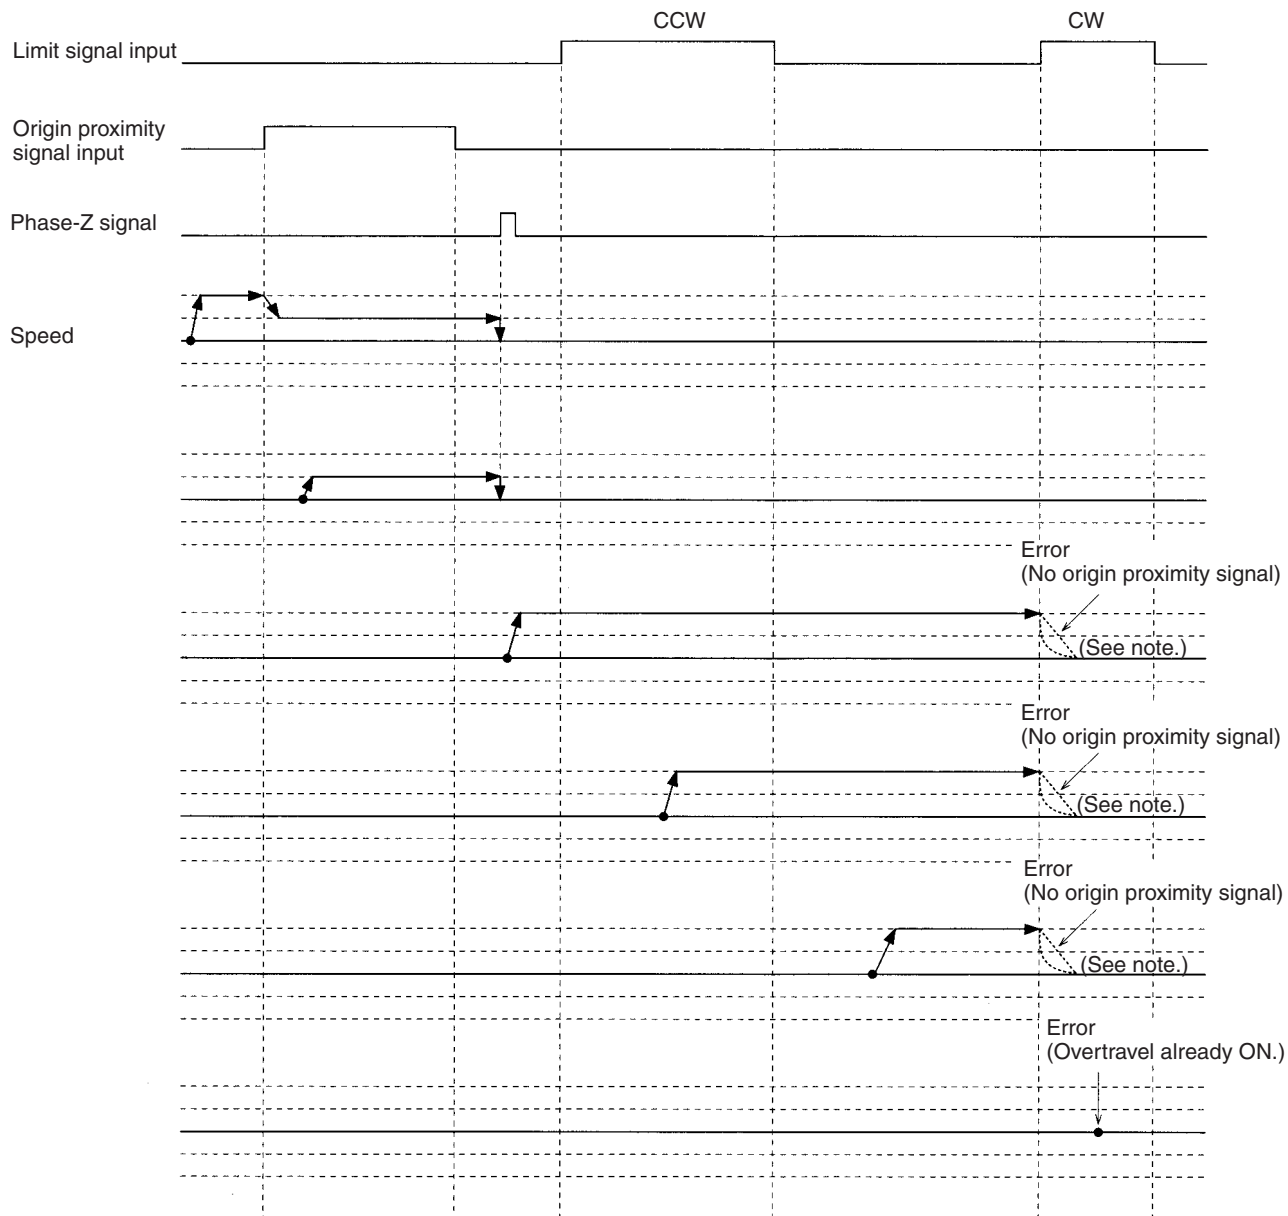 CCW
CW
Limit signal input
Origin proximity
signal input
Phase-Z signal
Speed
Error
(No origin proximity signal)
(See note.)
Error
(No origin proximity signal)
(See note.)
Error
(No origin proximity signal)
(See note.)
Error
(Overtravel already ON.)